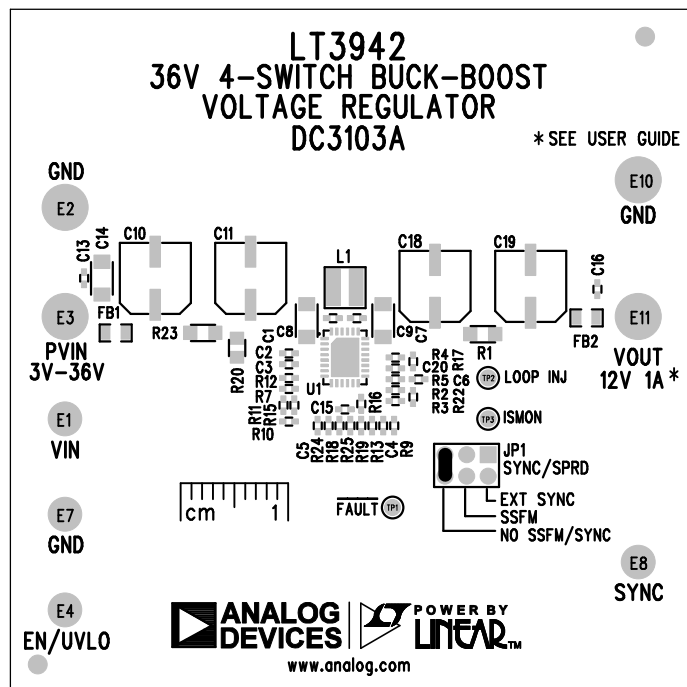 LT3942
36V 4-SWITCH BUCK-BOOST
VOLTAGE REGULATOR
DC3103A
*SEE USER GUIDE
GND
E2
E10
GND
C13
C14
C10
C11
L1
C18
C19
C16
E3
PVIN
3V-36V
FB1
R23
R20
C1
C8
C9
C7
R1
FB2
E11
VOUT
12V 1A*
C2
C3
R12
R7
R11
R15
R10
U1
C15
R16
R4
R17
C20
R5
C6
R2
R22
R3
TP2
LOOP INJ
E1
VIN
TP3
ISMON
C5
R24
R18
R25
R19
R13
C4
R9
JP1
SYNC/SPRD
EXT SYNC
SSFM
NO SSFM/SYNC
cm
1
FAULT
TP1
E7
GND
E8
SYNC
E4
EN/UVLO
ANALOG
DEVICES
POWER BY
LINEAR™
www.analog.com